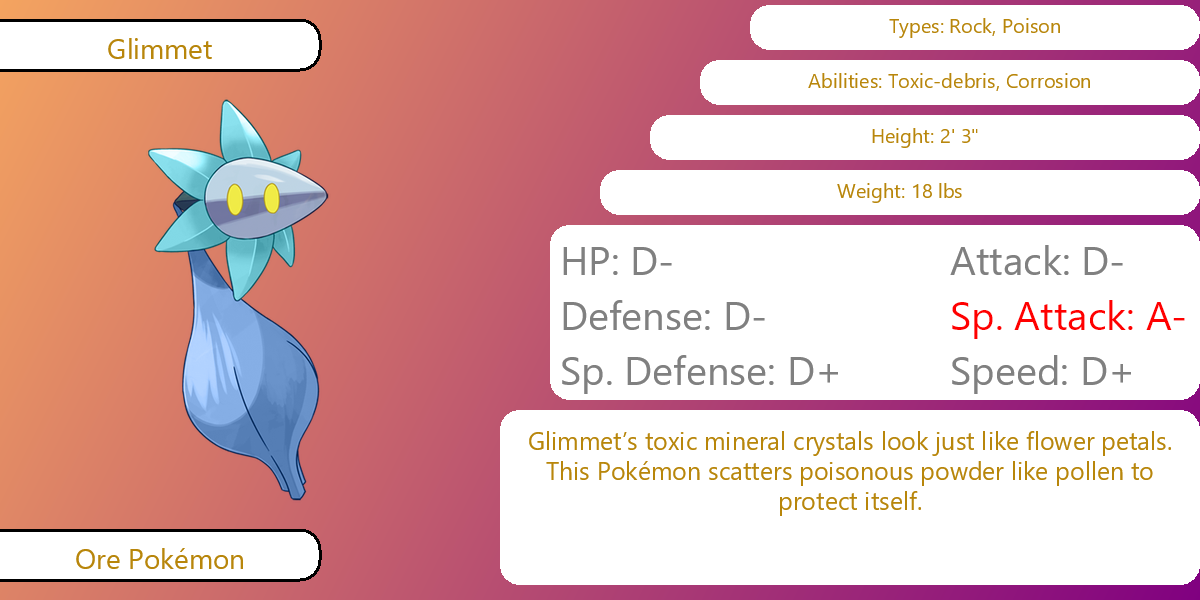 Glimmet
Types: Rock, Poison
Abilities: Toxic-debris, Corrosion
Height: 2' 3"
Weight: 18 lbs
HP: D-
Attack: D-
Defense: D-
Sp. Attack: A-
Sp. Defense: D+
Speed: D+
Glimmet’s toxic mineral crystals look just like flower petals.
This Pokémon scatters poisonous powder like pollen to
protect itself.
Ore Pokémon